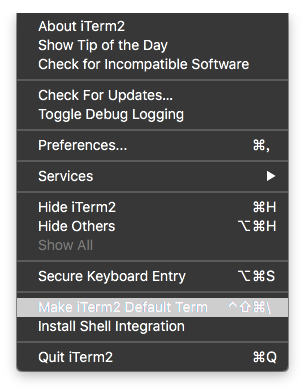 About iTerm2
Show Tip of the Day
Check for Incompatible Software
Check For Updates...
Toggle Debug Logging
Preferences... ⌘,
Services ▶
Hide iTerm2 ⌘H
Hide Others ⌥⌘H
Show All
Secure Keyboard Entry ⌥⌘S
Make iTerm2 Default Term ^⇧⌘\
Install Shell Integration
Quit iTerm2 ⌘Q